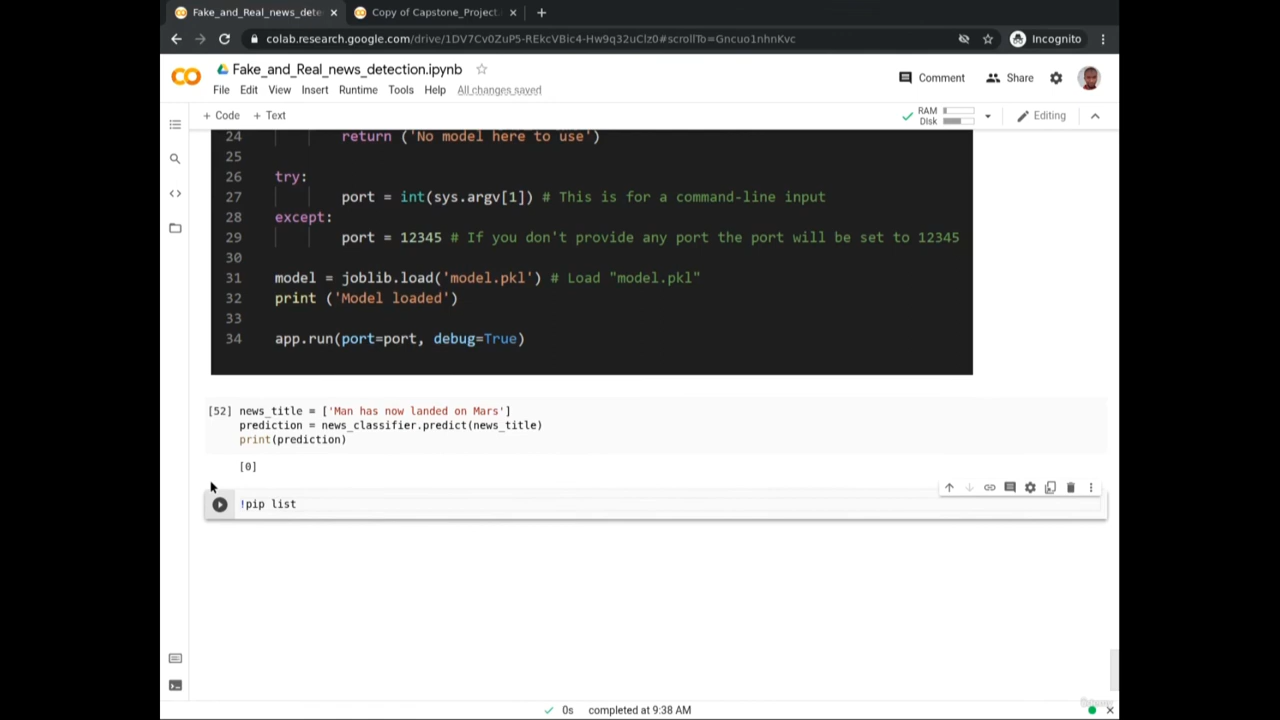 Fake_and_Real_news_dete
Copy of Capstone_Project.
colab.research.google.com/drive/1DV7Cv0ZuP5-REkcVBic4-Hw9q32uClz0#scrollTo=Gncuo1nhnKvc
Incognito
Fake_and_Real_news_detection.ipynb
Comment
Share
File Edit View Insert Runtime Tools Help All changes saved
+ Code + Text
RAM
Disk
Editing
24 return ('No model here to use')
25
26 try:
27 port = int(sys.argv[1]) # This is for a command-line input
28 except:
29 port = 12345 # If you don't provide any port the port will be set to 12345
30
31 model = joblib.load('model.pkl') # Load "model.pkl"
32 print ('Model loaded')
33
34 app.run(port=port, debug=True)
[52] news_title = ['Man has now landed on Mars']
prediction = news_classifier.predict(news_title)
print(prediction)
[0]
!pip list
0s completed at 9:38 AM